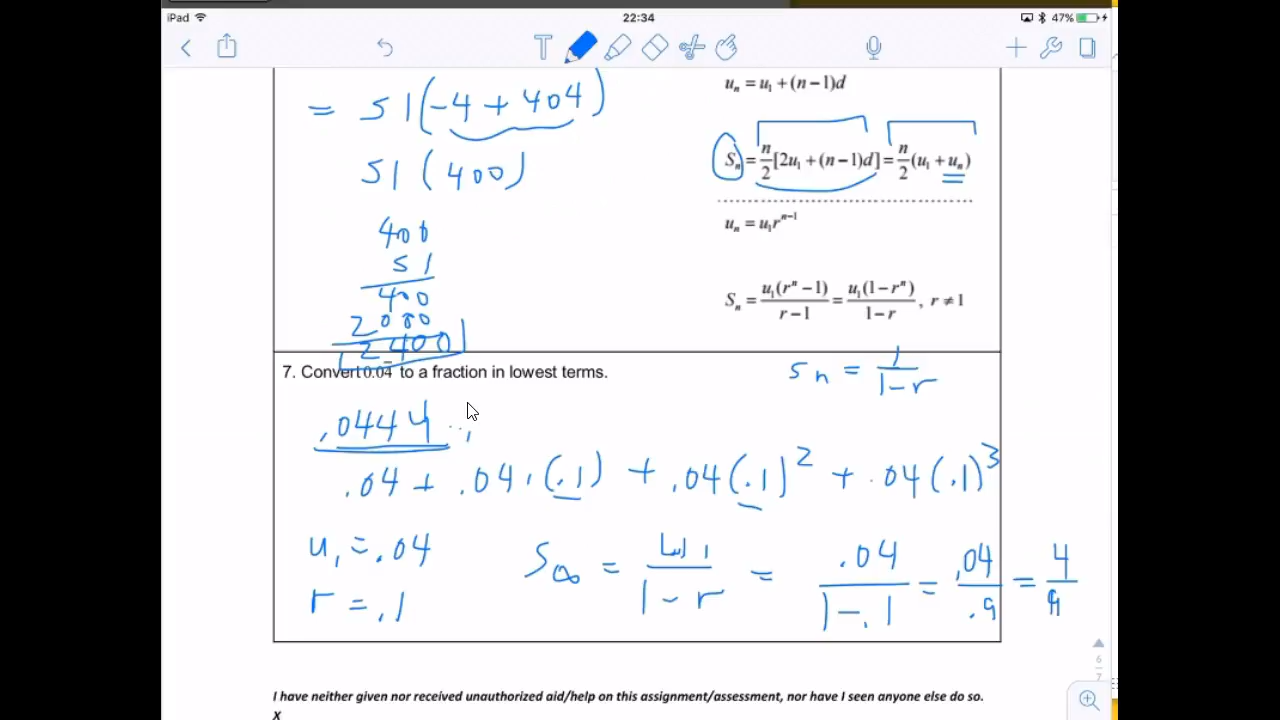 iPad 22:34 47%
= 51(-4 + 404)
51 (400)
400
51
400
2000
2400
uₙ = u₁ + (n−1)d
Sₙ = n/2[2u₁ + (n−1)d] = n/2(u₁ + uₙ)
uₙ = u₁rⁿ⁻¹
Sₙ = u₁(rⁿ −1)/r −1 = u₁(1− rⁿ)/1− r , r ≠ 1
7. Convert 0.04̄ to a fraction in lowest terms.
Sn = 1/1-r
.0444...
.04 + .04·(.1) + .04(.1)² + .04(.1)³
u₁ = .04
r = .1
S∞ = u₁/1-r = .04/1-.1 = .04/.9 = 4/9
6
7
I have neither given nor received unauthorized aid/help on this assignment/assessment, nor have I seen anyone else do so.
X